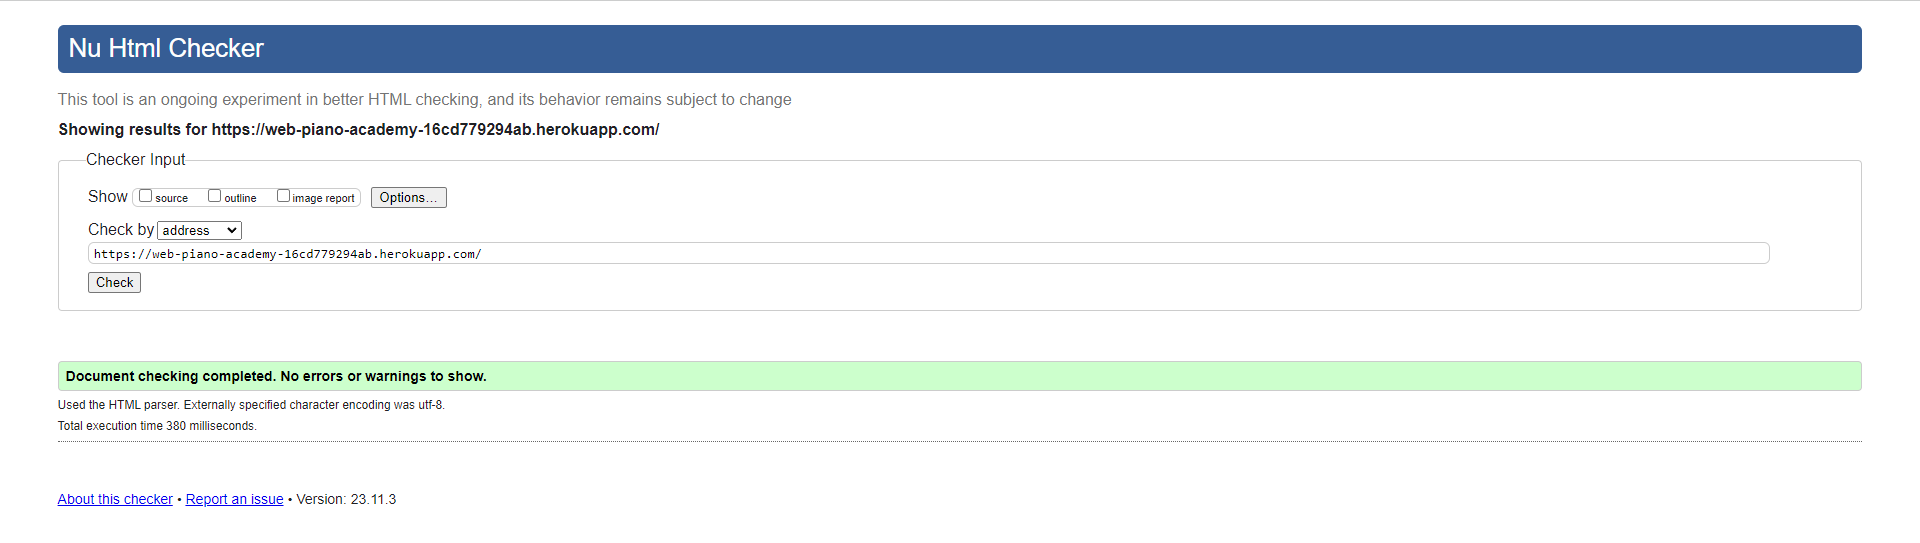 Nu Html Checker
This tool is an ongoing experiment in better HTML checking, and its behavior remains subject to change
Showing results for https://web-piano-academy-16cd779294ab.herokuapp.com/
Checker Input
Show source outline image report Options...
Check by address
https://web-piano-academy-16cd779294ab.herokuapp.com/
Check
Document checking completed. No errors or warnings to show.
Used the HTML parser. Externally specified character encoding was utf-8.
Total execution time 380 milliseconds.
About this checker • Report an issue • Version: 23.11.3